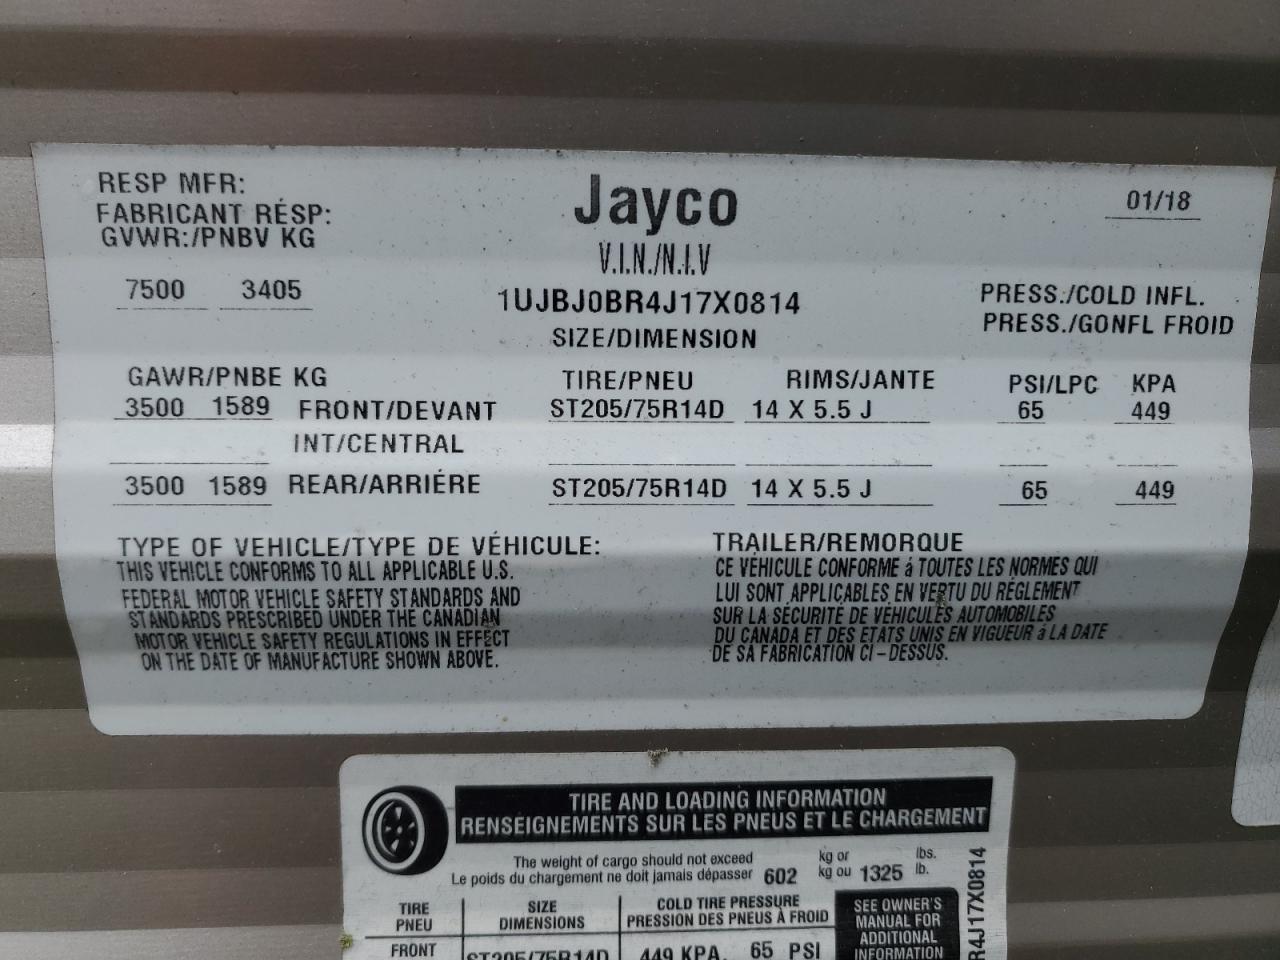 RESP MFR: Jayco 01/18
FABRICANT RÉSP:
GVWR:/PNBV KG V.I.N./N.I.V
7500 3405 1UJBJ0BR4J17X0814 PRESS./COLD INFL.
SIZE/DIMENSION PRESS./GONFL FROID
GAWR/PNBE KG TIRE/PNEU RIMS/JANTE PSI/LPC KPA
3500 1589 FRONT/DEVANT ST205/75R14D 14 X 5.5 J 65 449
INT/CENTRAL
3500 1589 REAR/ARRIÉRE ST205/75R14D 14 X 5.5 J 65 449
TYPE OF VEHICLE/TYPE DE VÉHICULE: TRAILER/REMORQUE
THIS VEHICLE CONFORMS TO ALL APPLICABLE U.S.
FEDERAL MOTOR VEHICLE SAFETY STANDARDS AND
STANDARDS PRESCRIBED UNDER THE CANADIAN
MOTOR VEHICLE SAFETY REGULATIONS IN EFFECT
ON THE DATE OF MANUFACTURE SHOWN ABOVE.
CE VÉHICULE CONFORME á TOUTES LES NORMES QUI
LUI SONT APPLICABLES EN VERTU DU RÉGLEMENT
SUR LA SÉCURITÉ DE VÉHICULES AUTOMOBILES
DU CANADA ET DES ETATS UNIS EN VIGUEUR á LA DATE
DE SA FABRICATION CI-DESSUS.
TIRE AND LOADING INFORMATION
RENSEIGNEMENTS SUR LES PNEUS ET LE CHARGEMENT
The weight of cargo should not exceed kg or lbs.
Le poids du chargement ne doit jamais dépasser 602 kg ou 1325 lb.
TIRE SIZE COLD TIRE PRESSURE
PNEU DIMENSIONS PRESSION DES PNEUS À FROID
FRONT ST205/75R14D 449 KPA. 65 PSI
SEE OWNER'S
MANUAL FOR
ADDITIONAL
INFORMATION
R4J17X0814